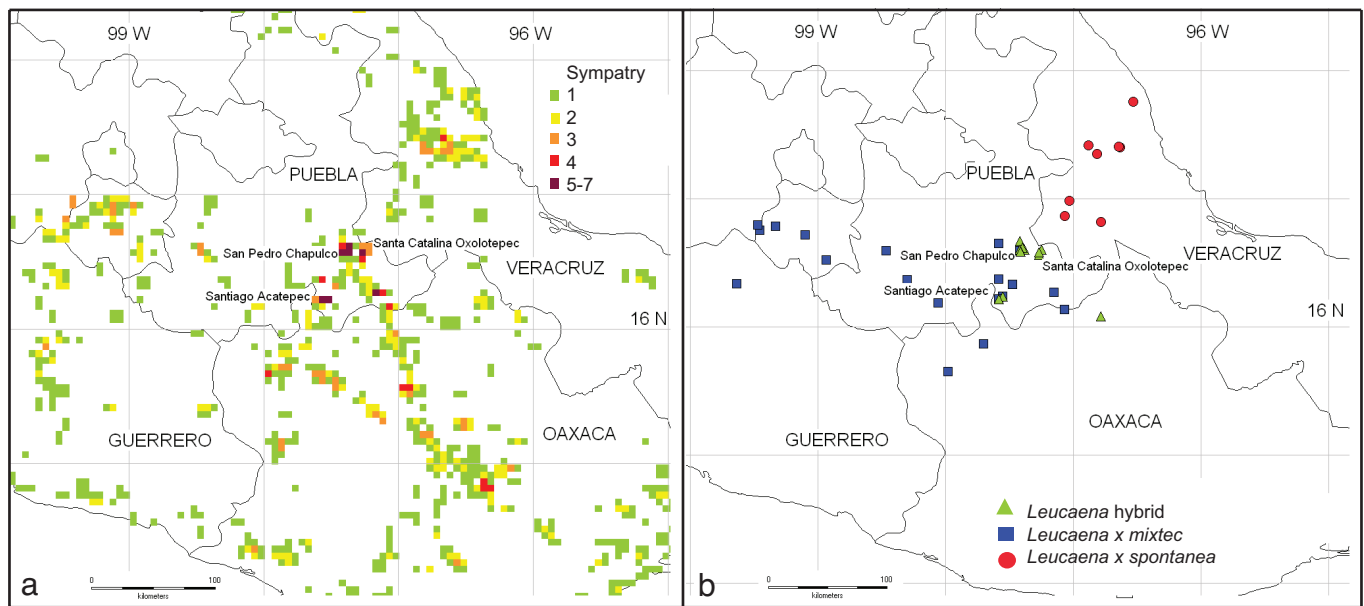 99 W
96 W
Sympatry
1
2
3
4
5-7
PUEBLA
San Pedro Chapulco
Santa Catalina Oxolotepec
VERACRUZ
Santiago Acatepec
16 N
GUERRERO
OAXACA
0
100
kilometers
a
99 W
96 W
PUEBLA
VERACRUZ
San Pedro Chapulco
Santa Catalina Oxolotepec
Santiago Acatepec
16 N
OAXACA
GUERRERO
Leucaena hybrid
Leucaena x mixtec
Leucaena x spontanea
0
100
kilometers
b